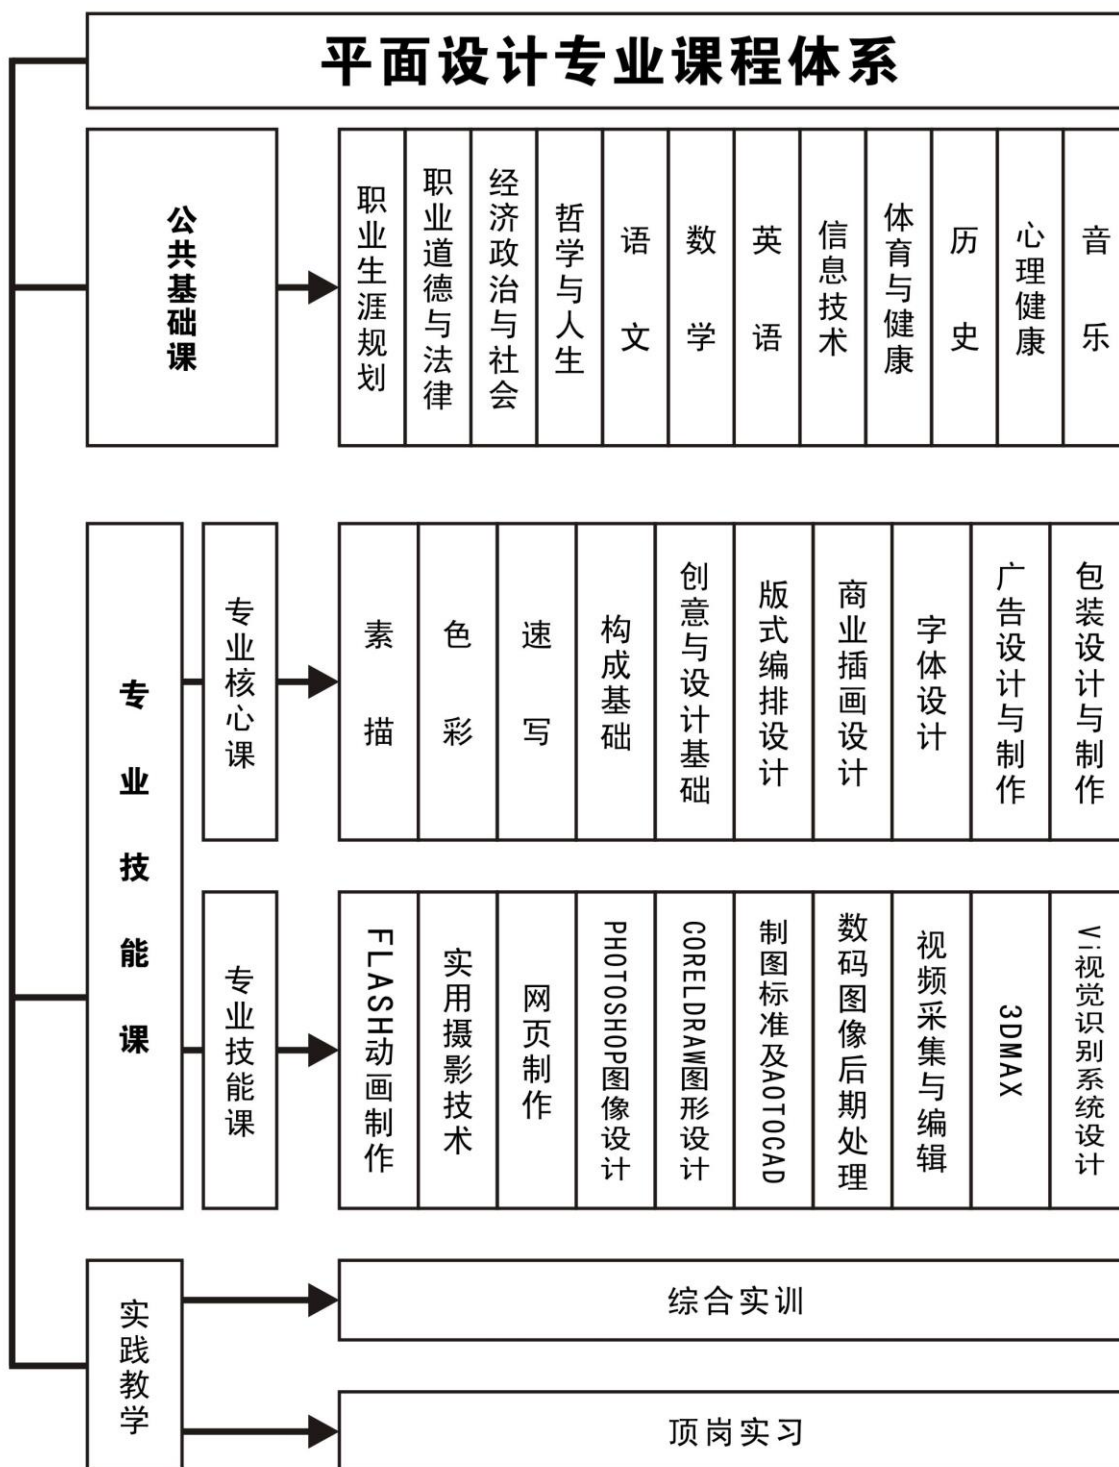 平面设计专业课程体系
公共基础课
职业生涯规划
职业道德与法律
经济政治与社会
哲学与人生
语文
数学
英语
信息技术
体育与健康
历史
心理健康
音乐
专业技能课
专业核心课
素描
色彩
速写
构成基础
创意与设计基础
版式编排设计
商业插画设计
字体设计
广告设计与制作
包装设计与制作
专业技能课
FLASH动画制作
实用摄影技术
网页制作
PHOTOSHOP图像设计
CORELDRAW图形设计
制图标准及AOTOCAD
数码图像后期处理
视频采集与编辑
3DMAX
Vi视觉识别系统设计
实践教学
综合实训
顶岗实习